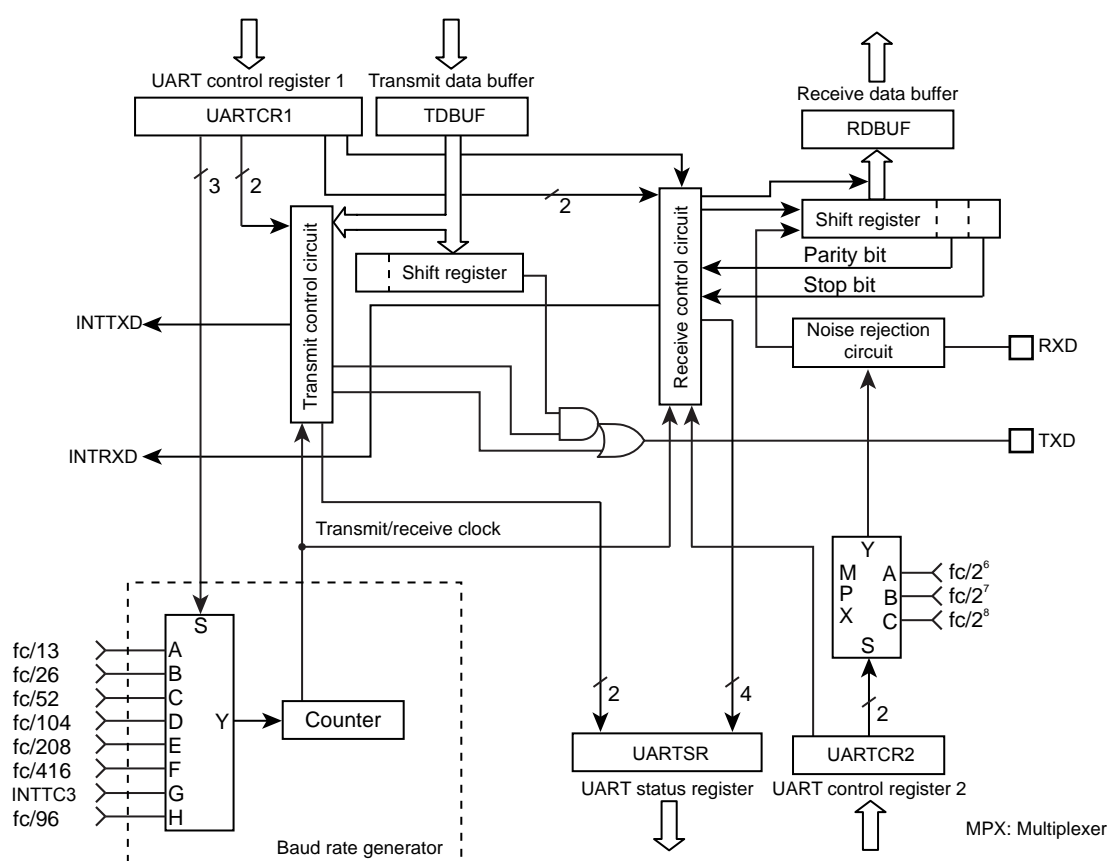 UART control register 1
Transmit data buffer
Receive data buffer
UARTCR1
TDBUF
RDBUF
3
2
2
Shift register
Shift register
Parity bit
Stop bit
Transmit control circuit
Receive control circuit
INTTXD
Noise rejection
circuit
RXD
TXD
INTRXD
Transmit/receive clock
Y
M
P
X
A
B
C
S
fc/2⁶
fc/2⁷
fc/2⁸
S
fc/13
A
fc/26
B
fc/52
C
fc/104
D
fc/208
E
fc/416
F
INTTC3
G
fc/96
H
Y
Counter
2
4
2
UARTSR
UARTCR2
UART status register
UART control register 2
Baud rate generator
MPX: Multiplexer